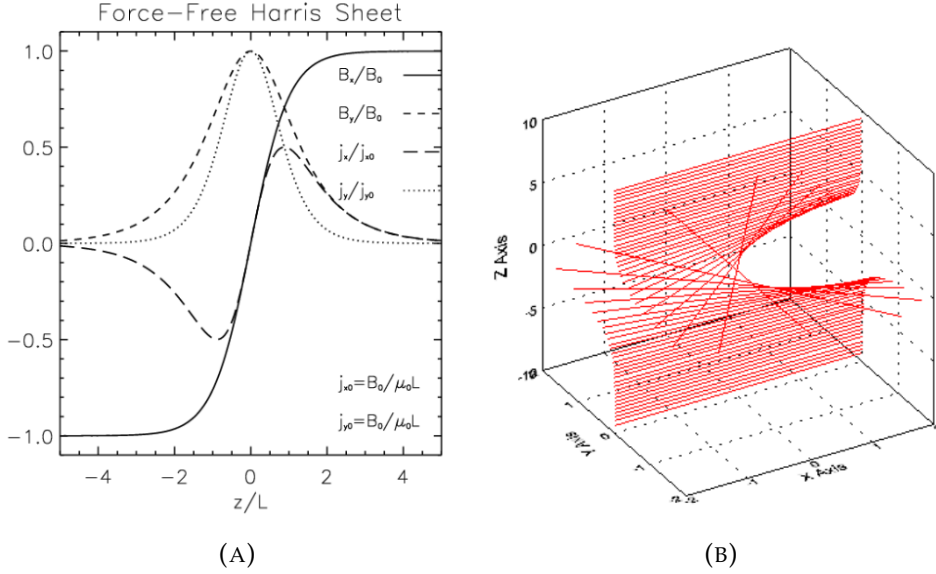 Force-Free Harris Sheet
1.0
0.5
0.0
-0.5
-1.0
Bx/B0
By/B0
jx/jx0
jy/jy0
jx0=B0/μ0L
jy0=B0/μ0L
-4
-2
0
2
4
z/L
(A)
10
5
0
-5
Z Axis
Y Axis
0
X Axis
0
(B)